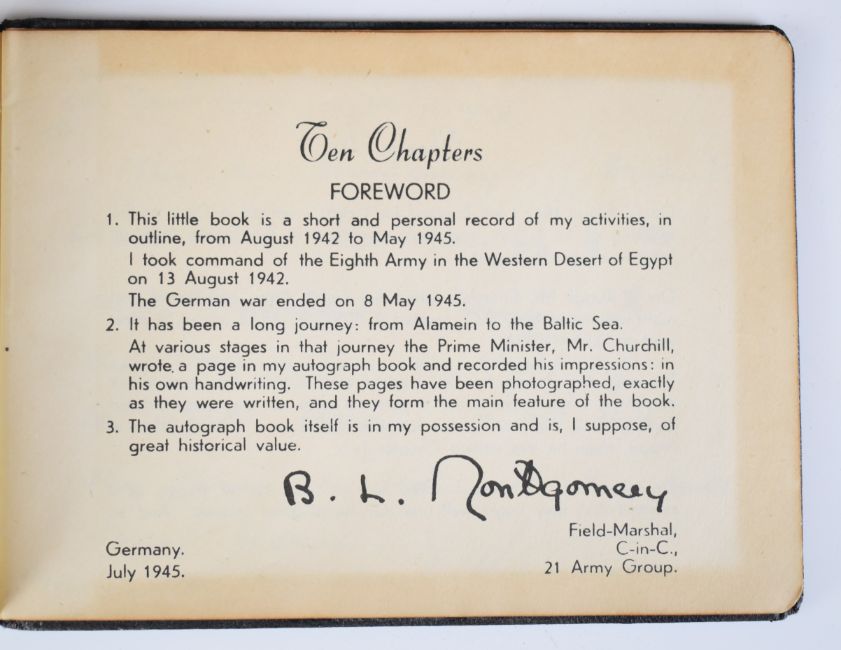 Ten Chapters
FOREWORD
1. This little book is a short and personal record of my activities, in
outline, from August 1942 to May 1945.
I took command of the Eighth Army in the Western Desert of Egypt
on 13 August 1942.
The German war ended on 8 May 1945.
2. It has been a long journey: from Alamein to the Baltic Sea.
At various stages in that journey the Prime Minister, Mr. Churchill,
wrote a page in my autograph book and recorded his impressions: in
his own handwriting. These pages have been photographed, exactly
as they were written, and they form the main feature of the book.
3. The autograph book itself is in my possession and is, I suppose, of
great historical value.
B. L. Montgomery
Field-Marshal,
C-in-C.,
21 Army Group.
Germany.
July 1945.